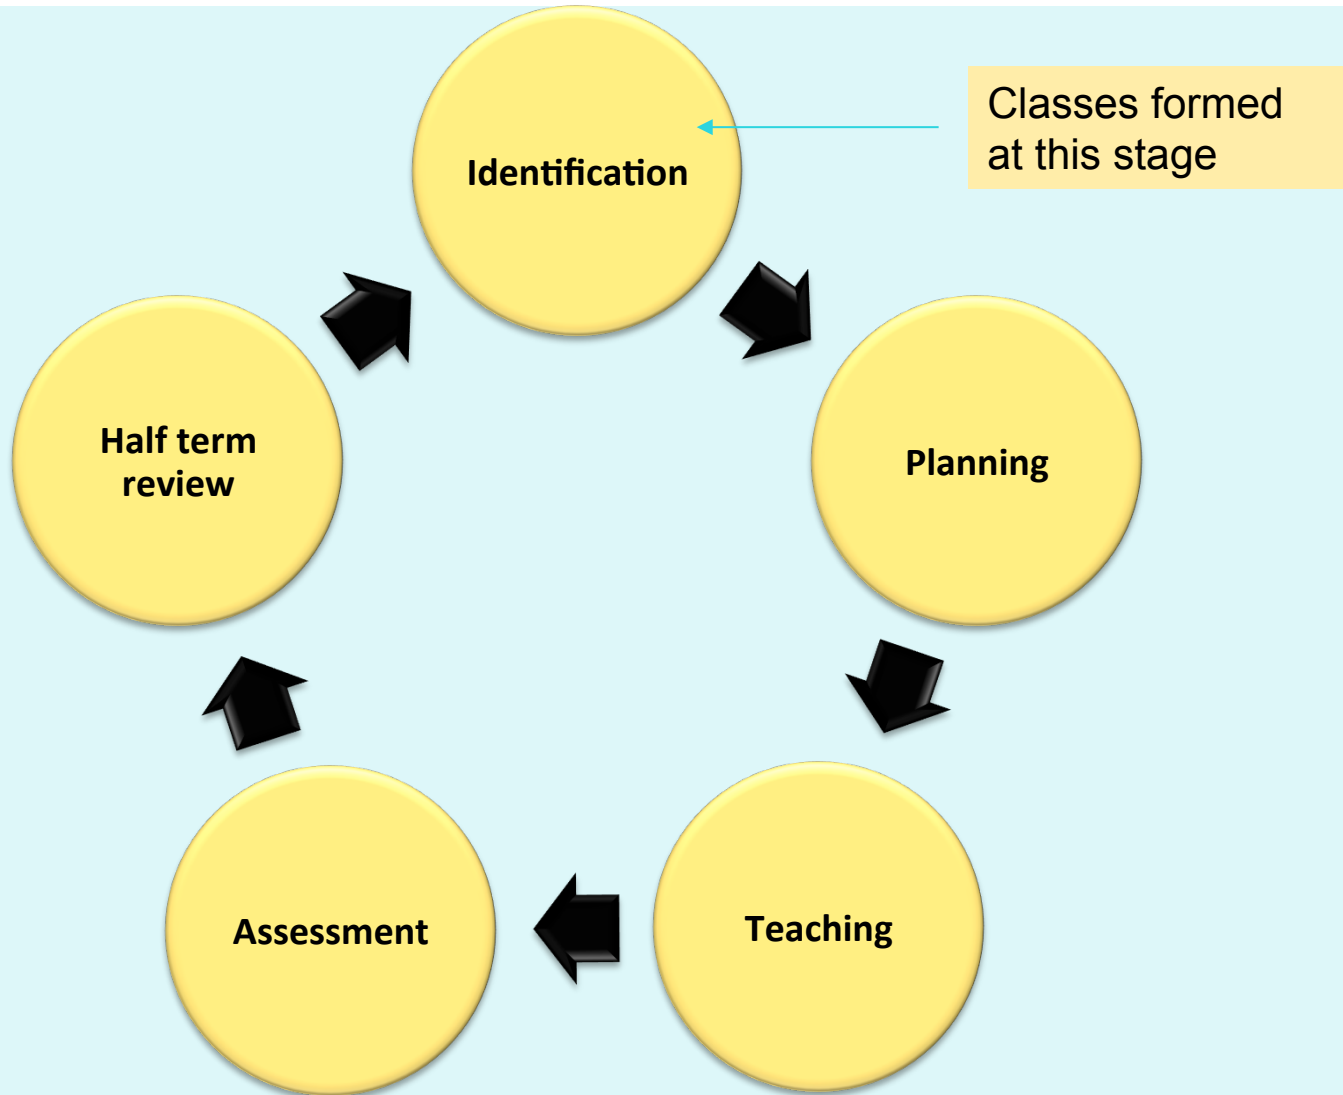 Identification
Classes formed
at this stage
Planning
Teaching
Assessment
Half term
review